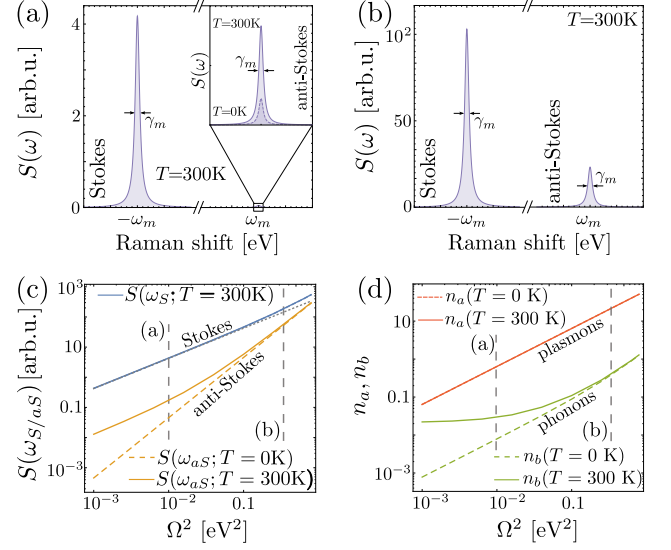 (a)
S(ω) [arb.u.]
4
2
0
Stokes
γm
T=300K
S(ω)
T=300K
γm
T=0K
anti-Stokes
−ωm
ωm
Raman shift [eV]
(b)
T=300K
S(ω) [arb.u.]
10²
50
0
Stokes
γm
anti-Stokes
γm
−ωm
ωm
Raman shift [eV]
(c)
S(ωS/aS) [arb.u.]
10³
10
0.1
10⁻³
S(ωS; T = 300K)
(a)
Stokes
anti-Stokes
(b)
S(ωaS; T = 0K)
S(ωaS; T = 300K)
10⁻³
10⁻²
0.1
Ω² [eV²]
(d)
na, nb
10
0.1
10⁻³
na(T = 0 K)
na(T = 300 K)
(a)
plasmons
phonons
(b)
nb(T = 0 K)
nb(T = 300 K)
10⁻³
10⁻²
0.1
Ω² [eV²]